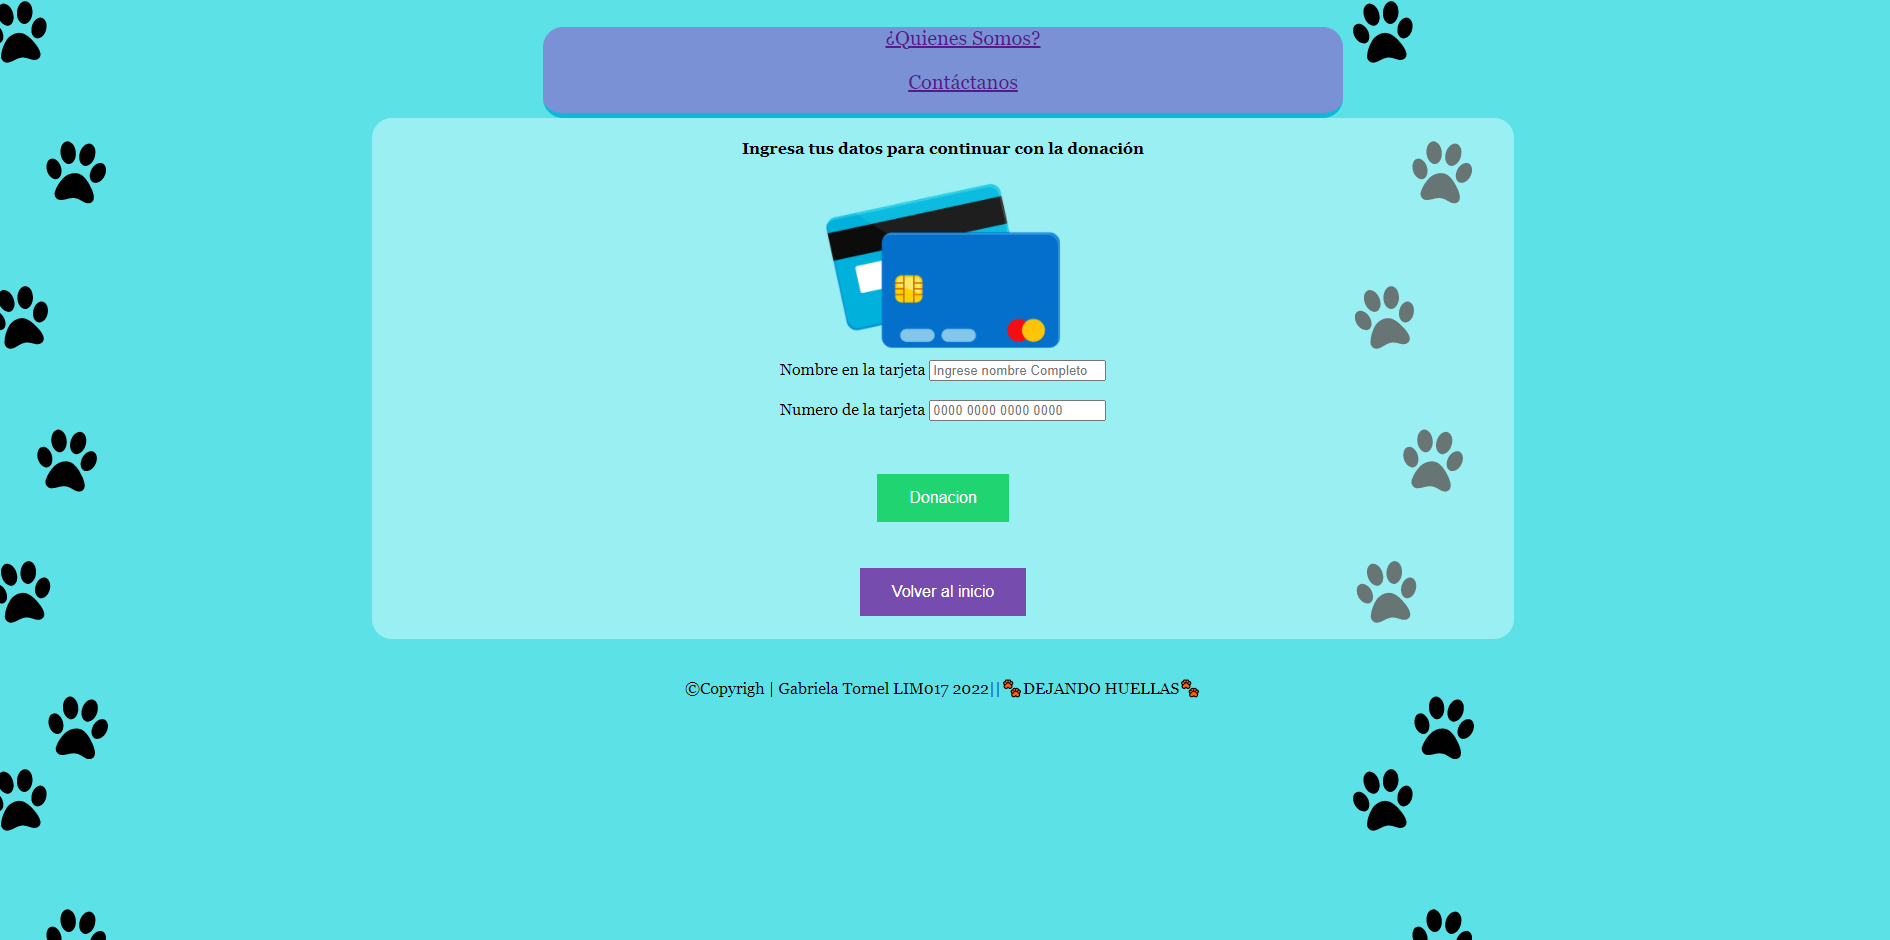 ¿Quienes Somos?
Contáctanos
Ingresa tus datos para continuar con la donación
Nombre en la tarjeta Ingrese nombre Completo
Numero de la tarjeta 0000 0000 0000 0000
Donacion
Volver al inicio
©Copyrigh | Gabriela Tornel LIM017 2022||🐾DEJANDO HUELLAS🐾